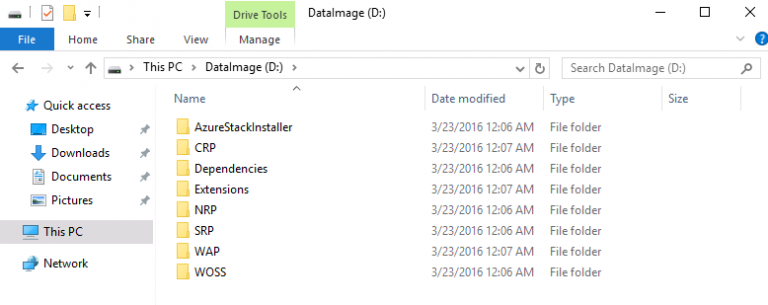 Drive Tools DataImage (D:)
File Home Share View Manage
This PC > DataImage (D:) > Search DataImage (D:)
Name Date modified Type Size
Quick access
Desktop
Downloads
Documents
Pictures
This PC
Network
AzureStackInstaller 3/23/2016 12:06 AM File folder
CRP 3/23/2016 12:07 AM File folder
Dependencies 3/23/2016 12:06 AM File folder
Extensions 3/23/2016 12:07 AM File folder
NRP 3/23/2016 12:06 AM File folder
SRP 3/23/2016 12:06 AM File folder
WAP 3/23/2016 12:07 AM File folder
WOSS 3/23/2016 12:06 AM File folder